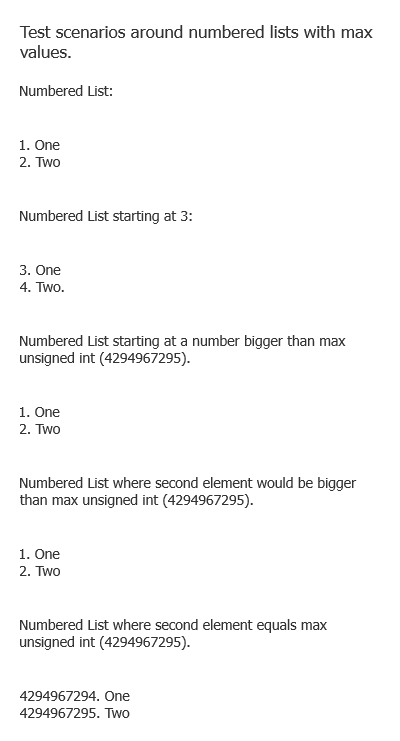 Test scenarios around numbered lists with max
values.
Numbered List:
1. One
2. Two
Numbered List starting at 3:
3. One
4. Two.
Numbered List starting at a number bigger than max
unsigned int (4294967295).
1. One
2. Two
Numbered List where second element would be bigger
than max unsigned int (4294967295).
1. One
2. Two
Numbered List where second element equals max
unsigned int (4294967295).
4294967294. One
4294967295. Two